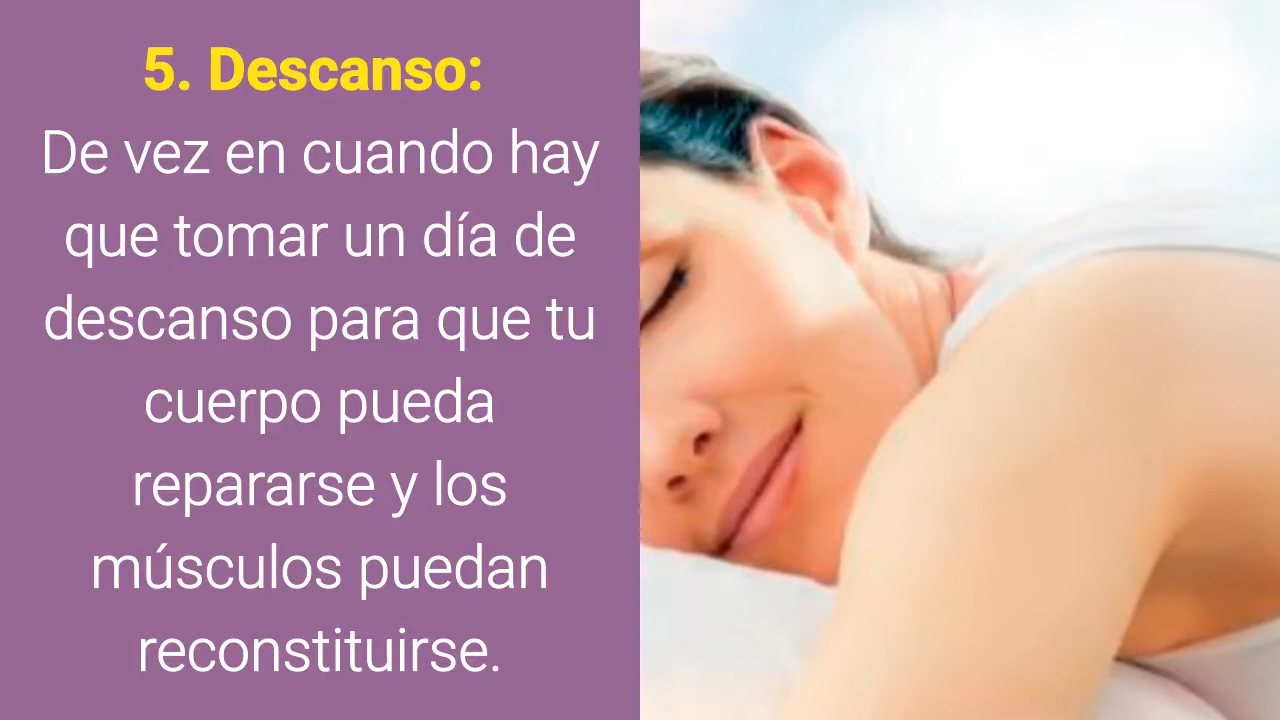 5. Descanso:
De vez en cuando hay
que tomar un día de
descanso para que tu
cuerpo pueda
repararse y los
músculos puedan
reconstituirse.